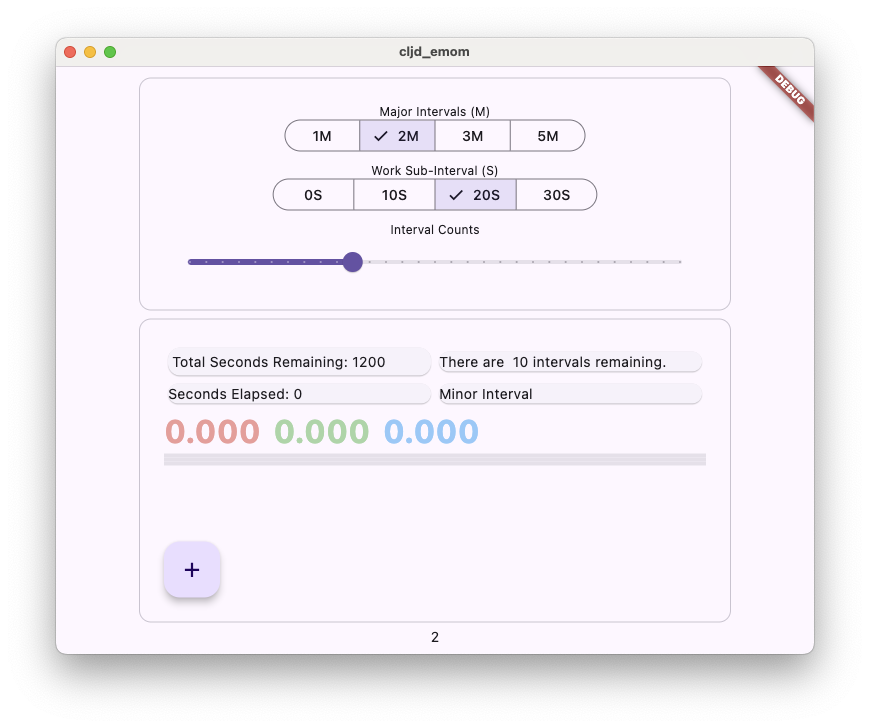 cljd_emom
DEBUG
Major Intervals (M)
1M 2M 3M 5M
Work Sub-Interval (S)
0S 10S 20S 30S
Interval Counts
Total Seconds Remaining: 1200 There are  10 intervals remaining.
Seconds Elapsed: 0 Minor Interval
0.000 0.000 0.000
+
2